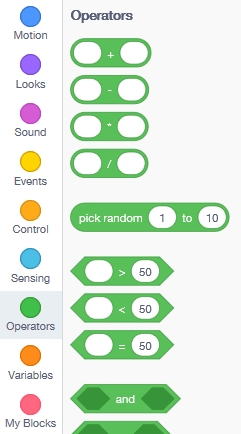 Motion
Looks
Sound
Events
Control
Sensing
Operators
Variables
My Blocks
Operators
+
-
*
/
pick random 1 to 10
> 50
< 50
= 50
and